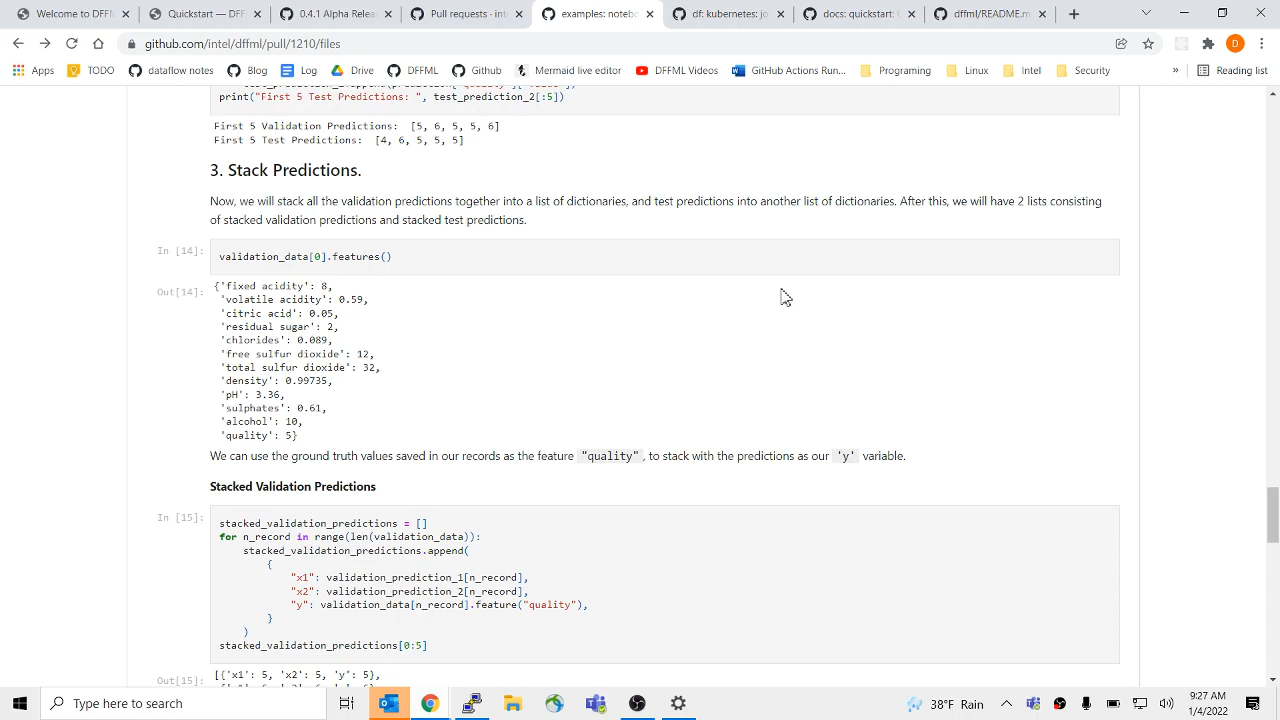 Welcome to DFFM
Quickstart — DFF
0.4.1 Alpha Relea
Pull requests · int
examples: notebo
df: kubernetes: jo
docs: quickstart: 
dffml/README.m
github.com/intel/dffml/pull/1210/files
Apps
TODO
dataflow notes
Blog
Log
Drive
DFFML
Github
Mermaid live editor
DFFML Videos
GitHub Actions Run...
Programing
Linux
Intel
Security
»
Reading list
print("First 5 Test Predictions: ", test_prediction_2[:5])
First 5 Validation Predictions:  [5, 6, 5, 5, 6]
First 5 Test Predictions:  [4, 6, 5, 5, 5]
3. Stack Predictions.
Now, we will stack all the validation predictions together into a list of dictionaries, and test predictions into another list of dictionaries. After this, we will have 2 lists consisting
of stacked validation predictions and stacked test predictions.
In [14]:
validation_data[0].features()
Out[14]:
{'fixed acidity': 8,
'volatile acidity': 0.59,
'citric acid': 0.05,
'residual sugar': 2,
'chlorides': 0.089,
'free sulfur dioxide': 12,
'total sulfur dioxide': 32,
'density': 0.99735,
'pH': 3.36,
'sulphates': 0.61,
'alcohol': 10,
'quality': 5}
We can use the ground truth values saved in our records as the feature "quality", to stack with the predictions as our 'y' variable.
Stacked Validation Predictions
In [15]:
stacked_validation_predictions = []
for n_record in range(len(validation_data)):
stacked_validation_predictions.append(
{
"x1": validation_prediction_1[n_record],
"x2": validation_prediction_2[n_record],
"y": validation_data[n_record].feature("quality"),
}
)
stacked_validation_predictions[0:5]
Out[15]:
[{'x1': 5, 'x2': 5, 'y': 5},
Type here to search
38°F Rain
9:27 AM
1/4/2022